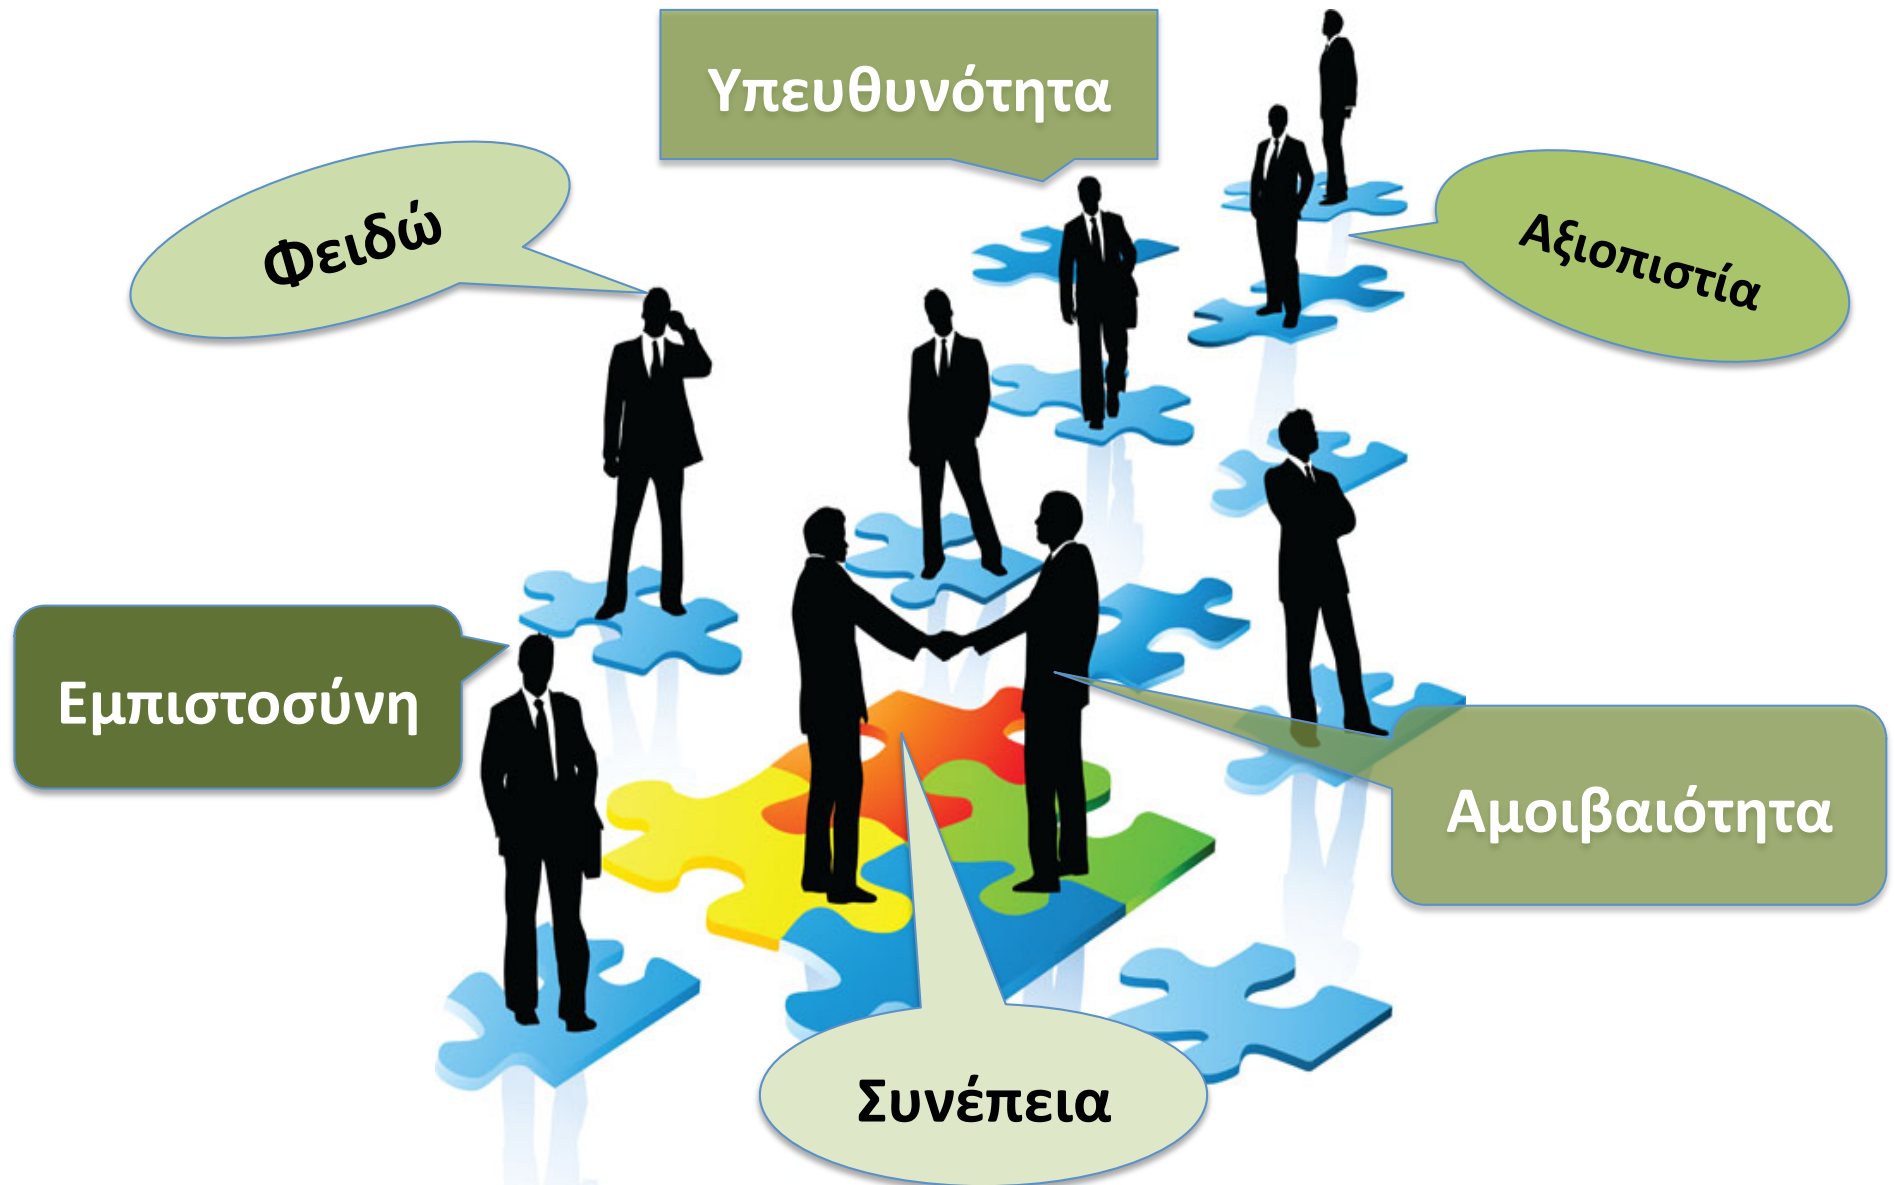 Υπευθυνότητα
Φειδώ
Αξιοπιστία
Εμπιστοσύνη
Αμοιβαιότητα
Συνέπεια